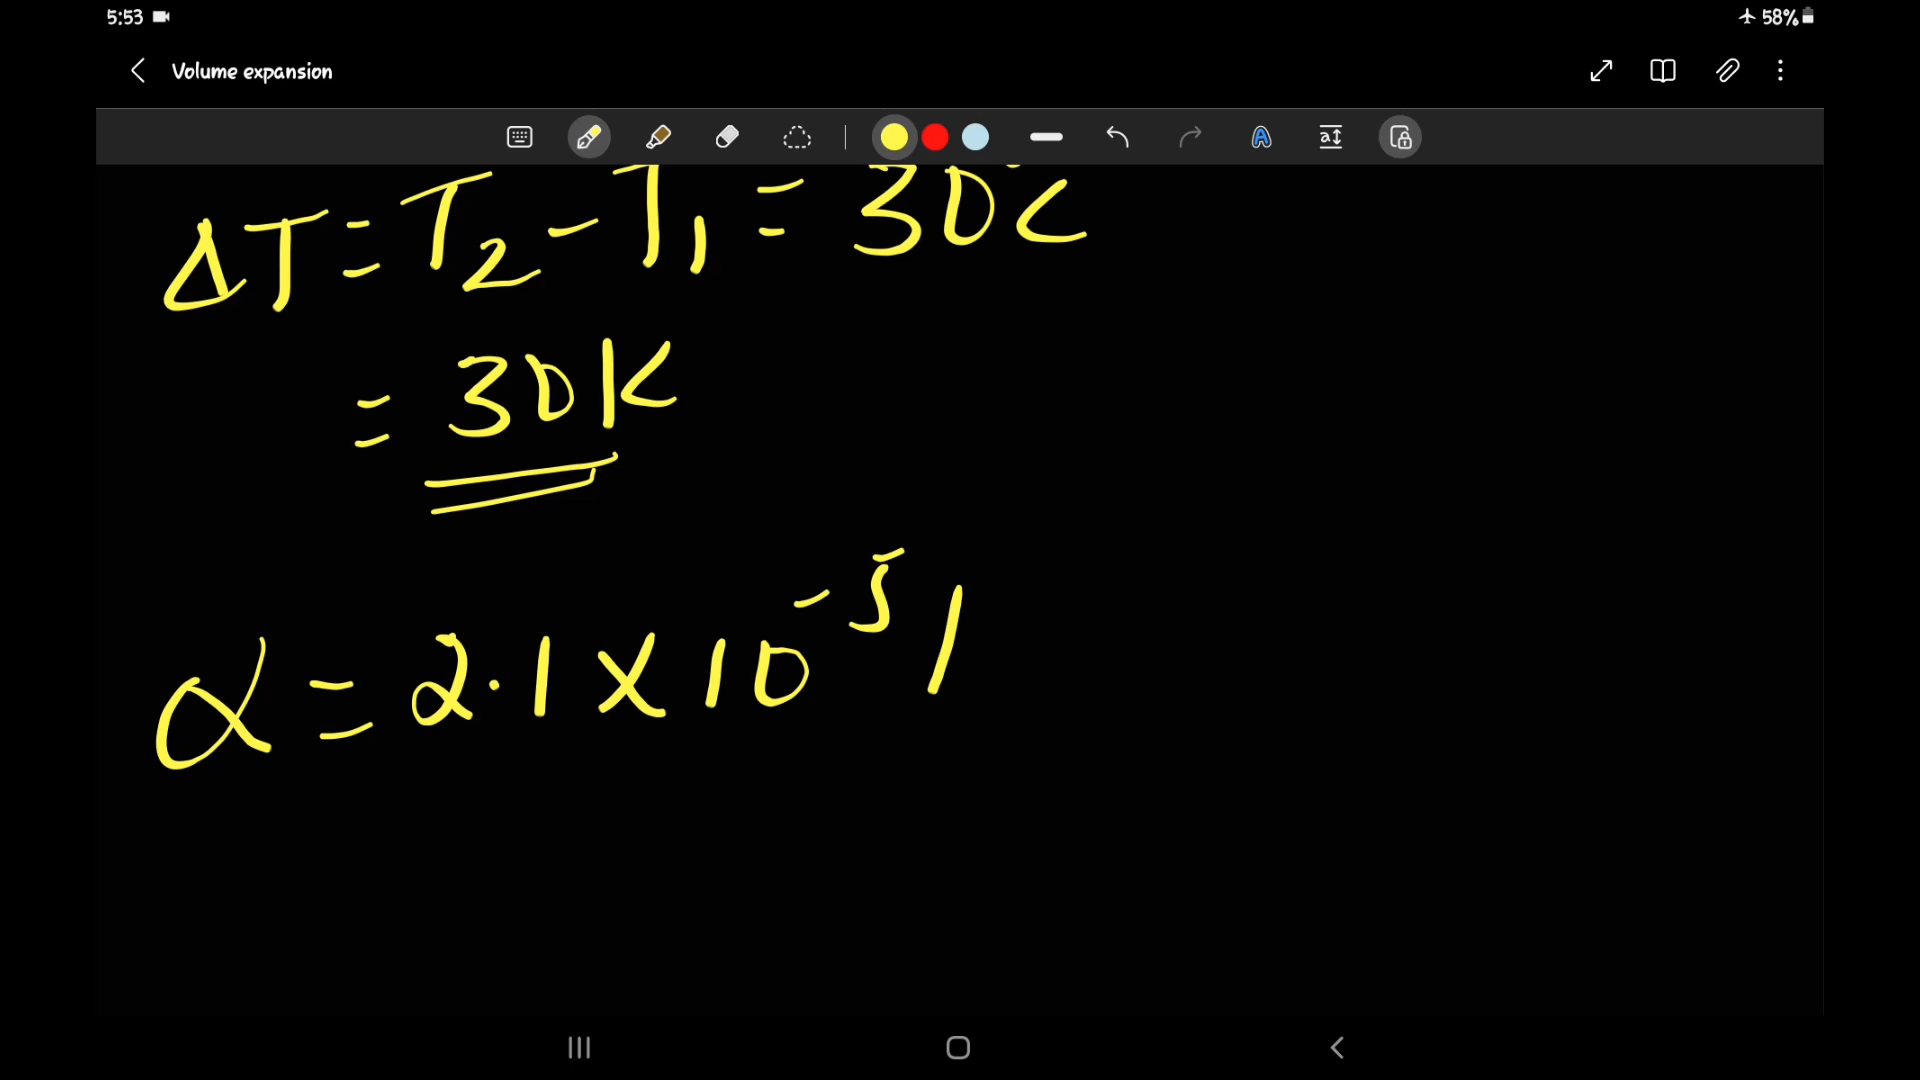 5:53 58%
Volume expansion
ΔT = T₂ - T₁ = 30°C
= 30K
α = 2.1 × 10⁻⁵ /